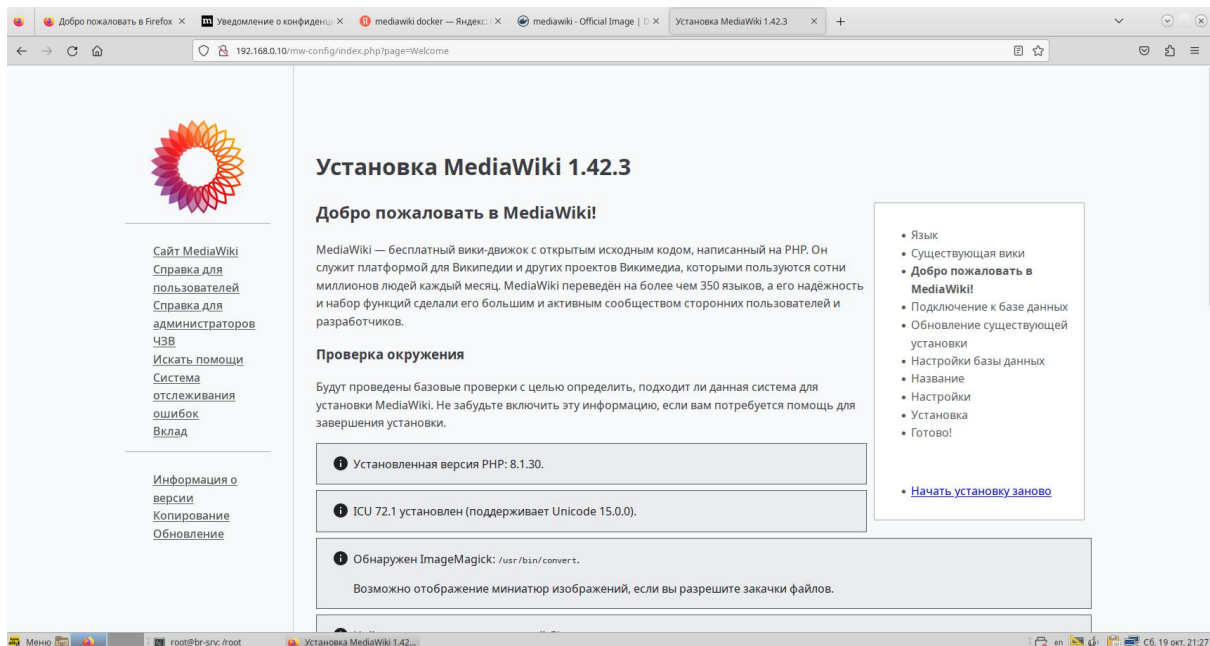 Добро пожаловать в Firefox
Уведомление о конфиденц
mediawiki docker — Яндекс:
mediawiki - Official Image | D
Установка MediaWiki 1.42.3
192.168.0.10/mw-config/index.php?page=Welcome
Установка MediaWiki 1.42.3
Добро пожаловать в MediaWiki!
MediaWiki — бесплатный вики-движок с открытым исходным кодом, написанный на PHP. Он
служит платформой для Википедии и других проектов Викимедиа, которыми пользуются сотни
миллионов людей каждый месяц. MediaWiki переведён на более чем 350 языков, а его надёжность
и набор функций сделали его большим и активным сообществом сторонних пользователей и
разработчиков.
Проверка окружения
Будут проведены базовые проверки с целью определить, подходит ли данная система для
установки MediaWiki. Не забудьте включить эту информацию, если вам потребуется помощь для
завершения установки.
Установленная версия PHP: 8.1.30.
ICU 72.1 установлен (поддерживает Unicode 15.0.0).
Обнаружен ImageMagick: /usr/bin/convert.
Возможно отображение миниатюр изображений, если вы разрешите закачки файлов.
Сайт MediaWiki
Справка для
пользователей
Справка для
администраторов
ЧЗВ
Искать помощи
Система
отслеживания
ошибок
Вклад
Информация о
версии
Копирование
Обновление
Язык
Существующая вики
Добро пожаловать в
MediaWiki!
Подключение к базе данных
Обновление существующей
установки
Настройки базы данных
Название
Настройки
Установка
Готово!
Начать установку заново
Меню
root@br-srv: /root
Установка MediaWiki 1.42...
en
Сб. 19 окт. 21:27